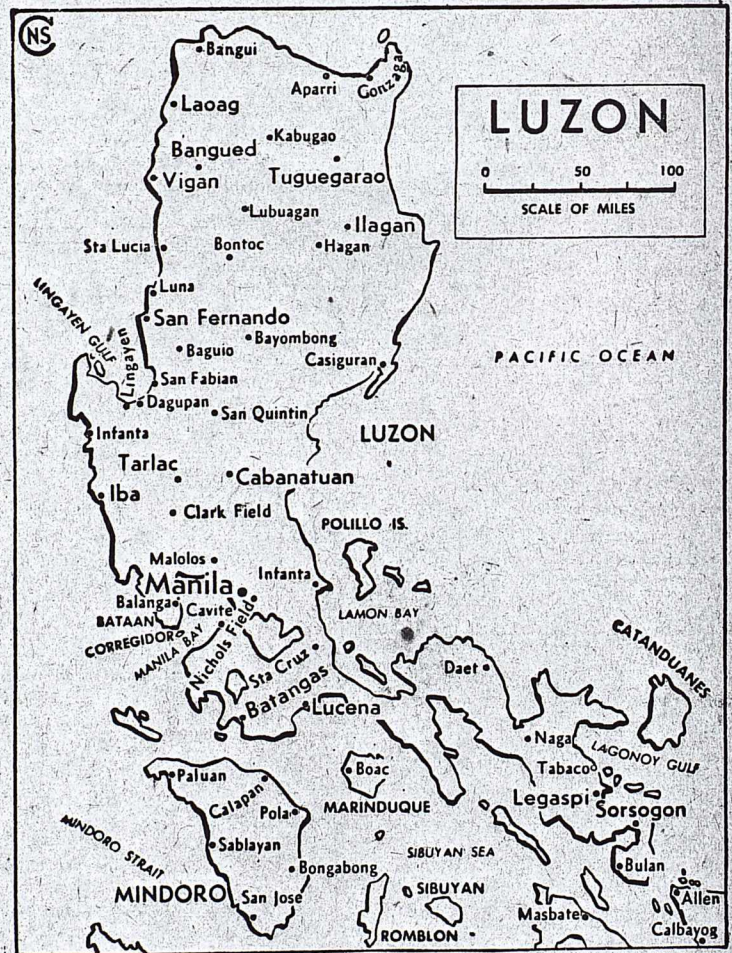 CNS
Bangui
Aparri
Gonzaga
Laoag
LUZON
0 50 100
SCALE OF MILES
Kabugao
Bangued
Vigan
Tuguegarao
Lubuagan
Ilagan
Sta Lucia
Bontoc
Hagan
Luna
LINGAYEN GULF
Lingayen
San Fernando
Bayombong
Baguio
Casiguran
PACIFIC OCEAN
San Fabian
Dagupan
San Quintin
Infanta
LUZON
Tarlac
Cabanatuan
Iba
Clark Field
POLILLO IS.
Malolos
Manila
Infanta
Balanga
Cavite
BATAAN
CORREGIDOR
MANILA BAY
Nichols Field
LAMON BAY
Sta Cruz
Daet
CATANDUANES
Batangas
Lucena
Naga
LAGONOY GULF
Paluan
Boac
Tabaco
Calapan
MARINDUQUE
Legaspi
Pola
Sorsogon
MINDORO STRAIT
Sablayan
SIBUYAN SEA
Bongabong
Bulan
MINDORO
San Jose
SIBUYAN
Allen
Masbate
ROMBLON
Calbayog